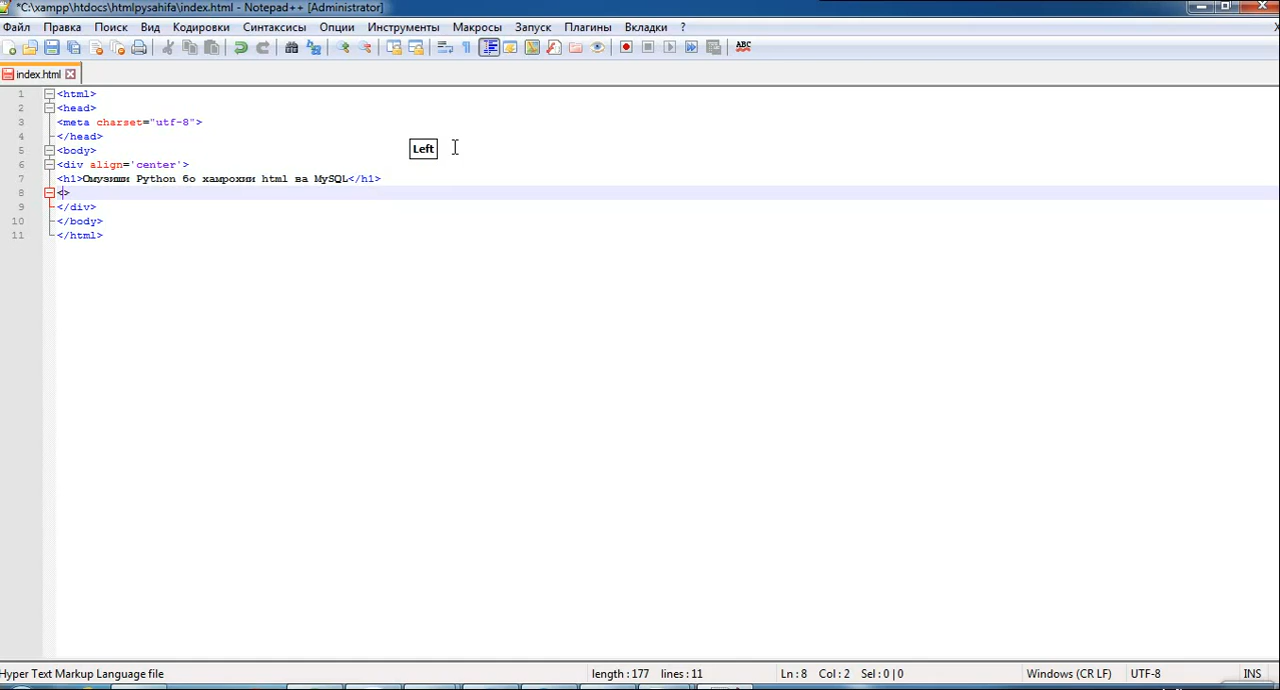 *C:\xampp\htdocs\htmlpysahifa\index.html - Notepad++ [Administrator]
Файл Правка Поиск Вид Кодировки Синтаксисы Опции Инструменты Макросы Запуск Плагины Вкладки ? X
ABC
index.html
1 <html>
2 <head>
3 <meta charset="utf-8">
4 </head>
5 <body>
6 <div align='center'>
7 <h1>Омузиши Python бо хамрохии html ва MySQL</h1>
8 <>
9 </div>
10 </body>
11 </html>
Left
Hyper Text Markup Language file length : 177 lines : 11 Ln : 8 Col : 2 Sel : 0 | 0 Windows (CR LF) UTF-8 INS